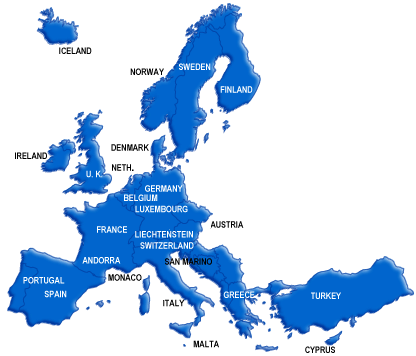 ICELAND
NORWAY
SWEDEN
FINLAND
DENMARK
IRELAND
NETH.
U. K.
GERMANY
BELGIUM
LUXEMBOURG
AUSTRIA
FRANCE
LIECHTENSTEIN
SWITZERLAND
ANDORRA
SAN MARINO
MONACO
PORTUGAL
SPAIN
ITALY
GREECE
TURKEY
MALTA
CYPRUS